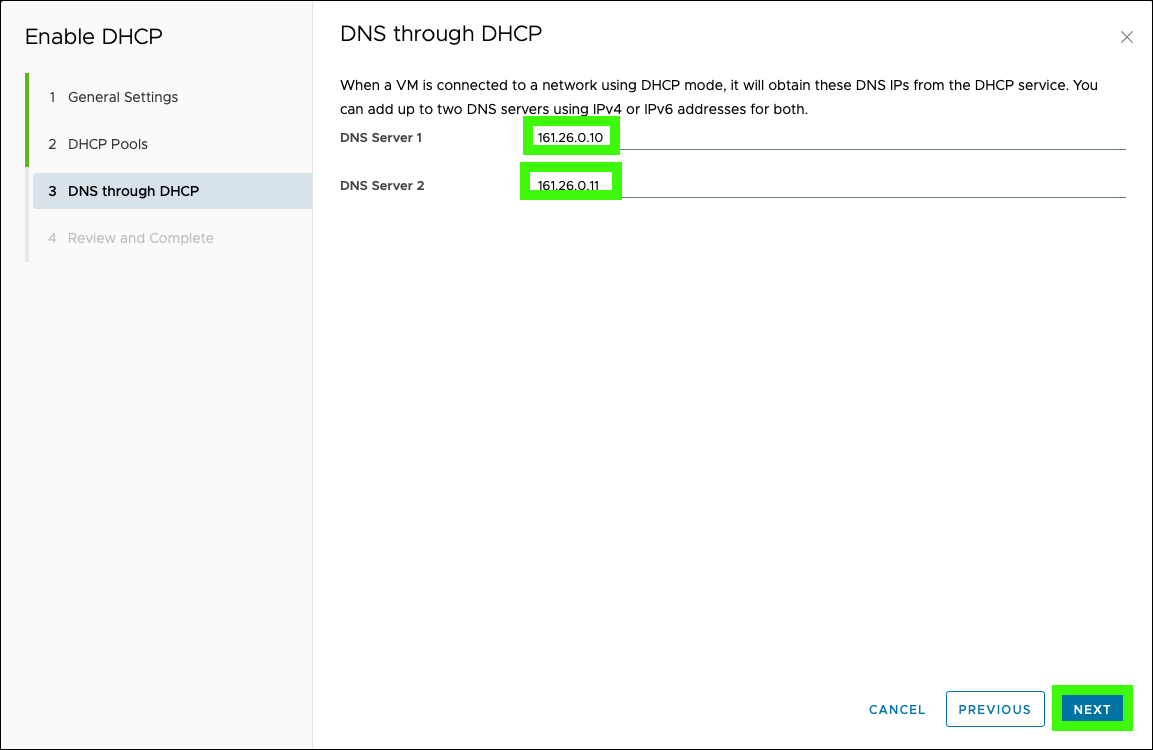 Enable DHCP
1 General Settings
2 DHCP Pools
3 DNS through DHCP
4 Review and Complete
DNS through DHCP
When a VM is connected to a network using DHCP mode, it will obtain these DNS IPs from the DHCP service. You
can add up to two DNS servers using IPv4 or IPv6 addresses for both.
DNS Server 1 161.26.0.10
DNS Server 2 161.26.0.11
CANCEL PREVIOUS NEXT